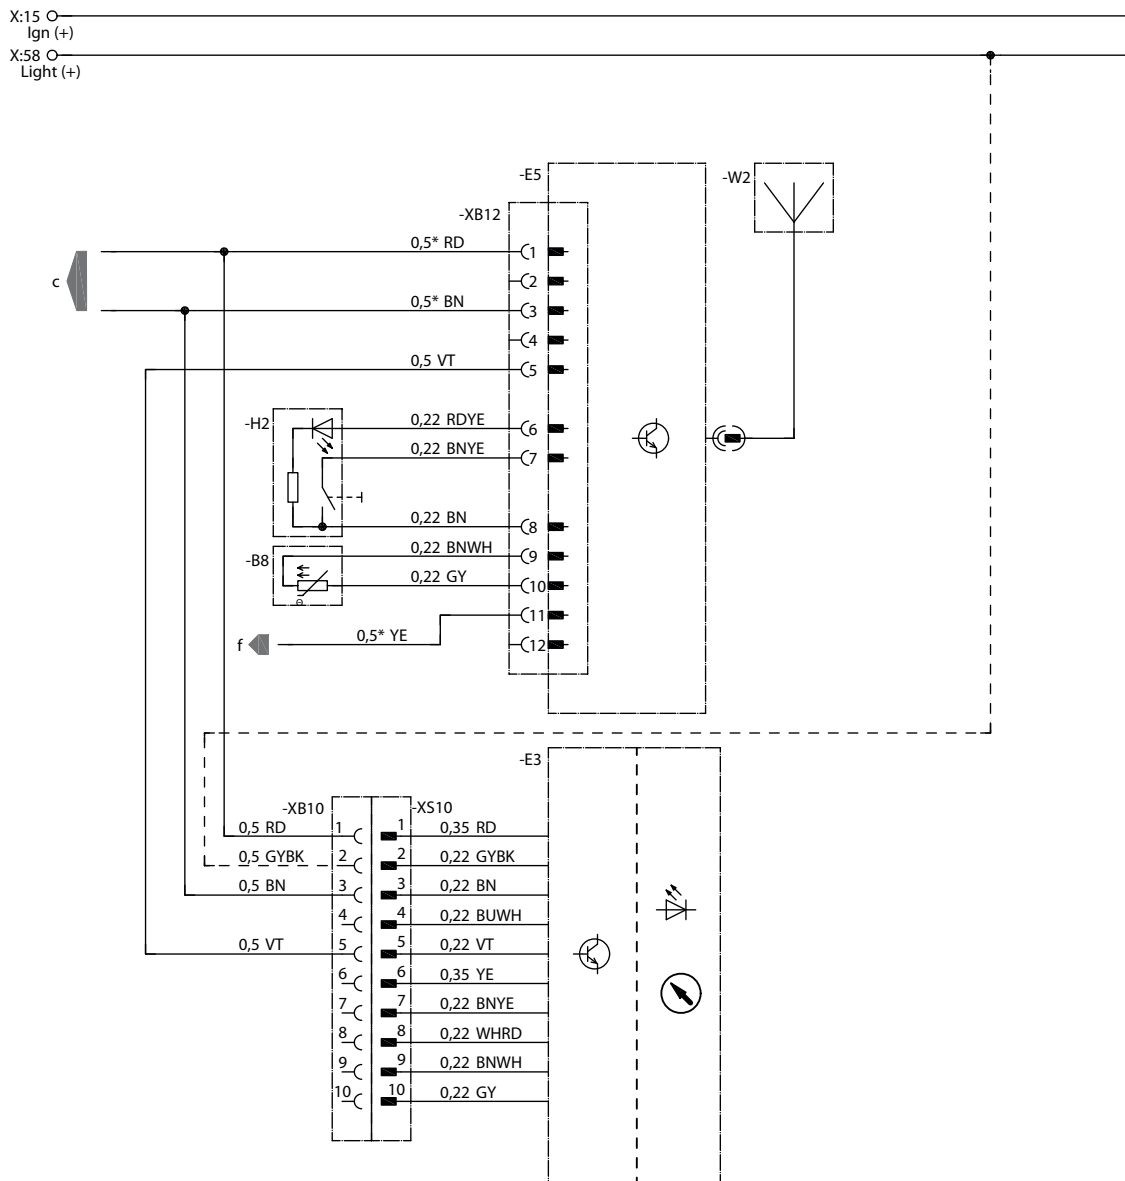 X:15
Ign (+)
X:58
Light (+)
-E5
-W2
-XB12
0,5* RD
1
2
c
0,5* BN
3
4
0,5 VT
5
-H2
0,22 RDYE
6
0,22 BNYE
7
0,22 BN
8
-B8
0,22 BNWH
9
0,22 GY
10
Θ
11
f
0,5* YE
12
-E3
-XB10
-XS10
0,5 RD
1
1
0,35 RD
0,5 GYBK
2
2
0,22 GYBK
0,5 BN
3
3
0,22 BN
4
4
0,22 BUWH
0,5 VT
5
5
0,22 VT
6
6
0,35 YE
7
7
0,22 BNYE
8
8
0,22 WHRD
9
9
0,22 BNWH
10
10
0,22 GY